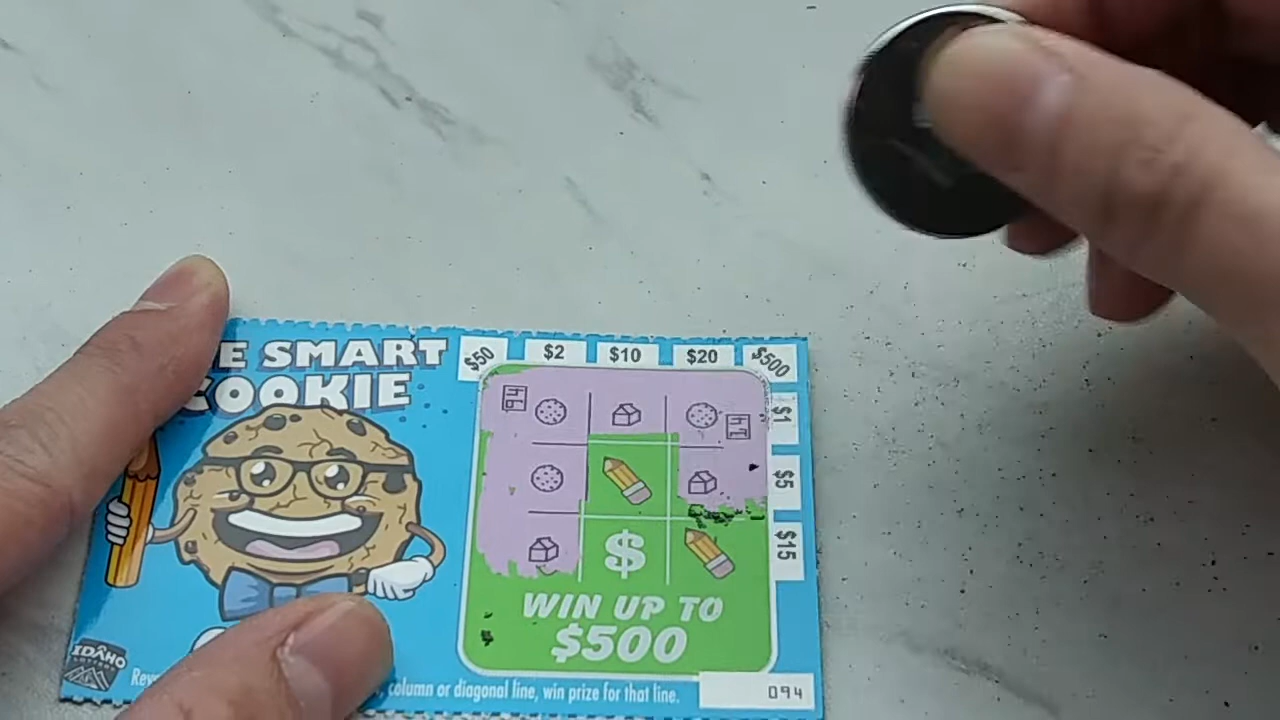 SMART
COOKIE
$50 $2 $10 $20 $500
$1
$5
$15
$
WIN UP TO
$500
IDAHO
column or diagonal line, win prize for that line.
094